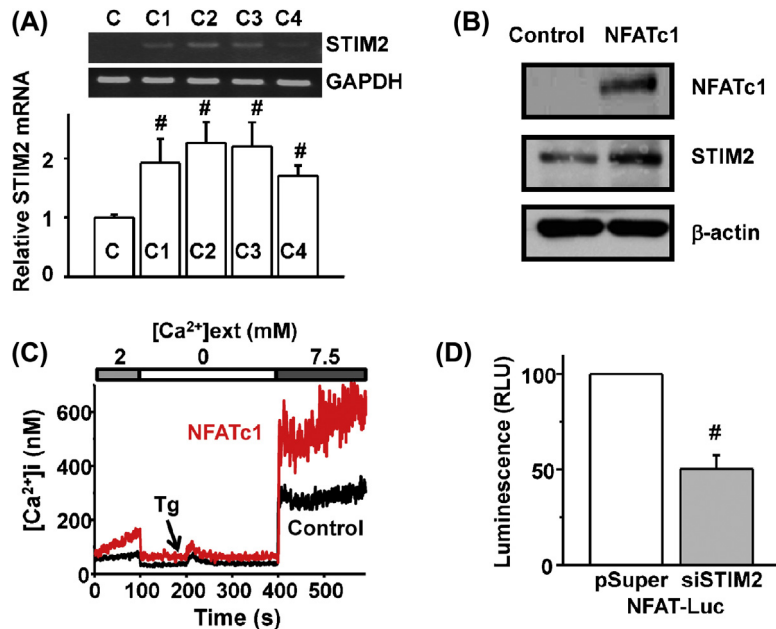 (A)
C C1 C2 C3 C4
STIM2
GAPDH
Relative STIM2 mRNA
2
1
0
# # # #
C C1 C2 C3 C4
(B)
Control NFATc1
NFATc1
STIM2
β-actin
(C)
[Ca²⁺]ext (mM)
2 0 7.5
[Ca²⁺]i (nM)
600
400
200
0
NFATc1
Tg
Control
0 100 200 300 400 500
Time (s)
(D)
Luminescence (RLU)
100
50
0
#
pSuper siSTIM2
NFAT-Luc